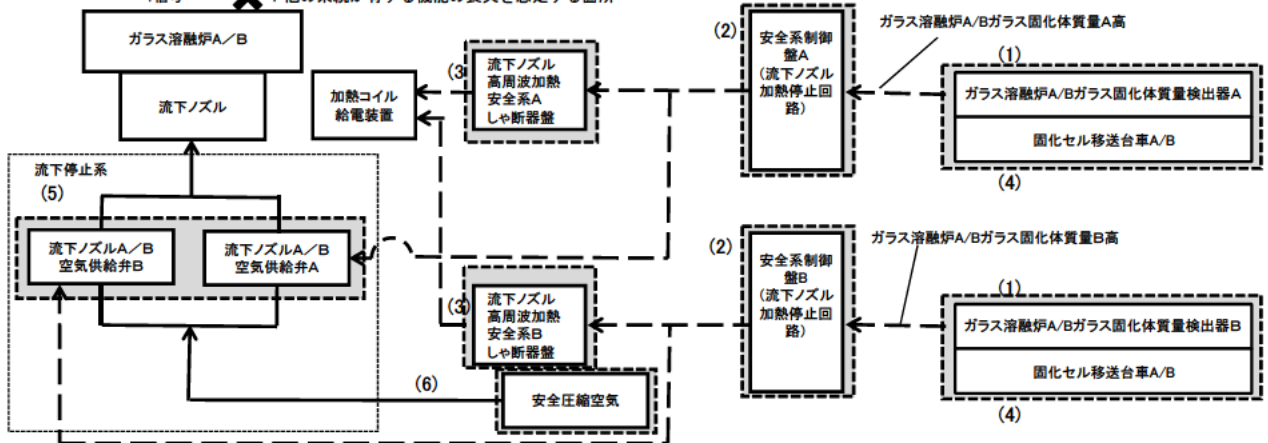 ガラス溶融炉A／B
流下ノズル
加熱コイル
給電装置
(3
流下ノズル
高周波加熱
安全系A
しゃ断器盤
(2)
安全系制御
盤A
(流下ノズル
加熱停止回
路)
ガラス溶融炉A/Bガラス固化体質量A高
(1)
ガラス溶融炉A/Bガラス固化体質量検出器A
固化セル移送台車A/B
(4)
流下停止系
(5)
流下ノズルA／B
空気供給弁B
流下ノズルA／B
空気供給弁A
(3)
流下ノズル
高周波加熱
安全系B
しゃ断器盤
(2)
安全系制御
盤B
(流下ノズル
加熱停止回
路)
ガラス溶融炉A/Bガラス固化体質量B高
(1)
ガラス溶融炉A/Bガラス固化体質量検出器B
固化セル移送台車A/B
(4)
(6)
安全圧縮空気